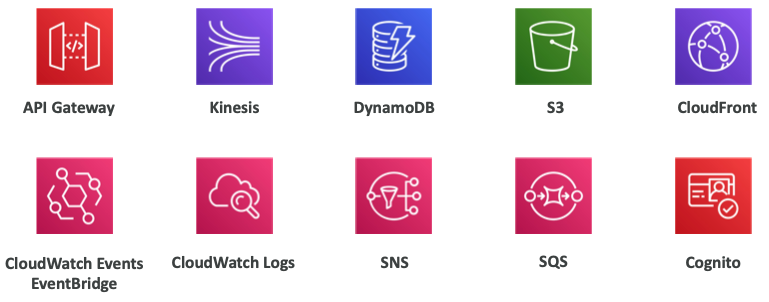 </>
API Gateway
Kinesis
DynamoDB
S3
CloudFront
CloudWatch Events
EventBridge
CloudWatch Logs
SNS
SQS
Cognito